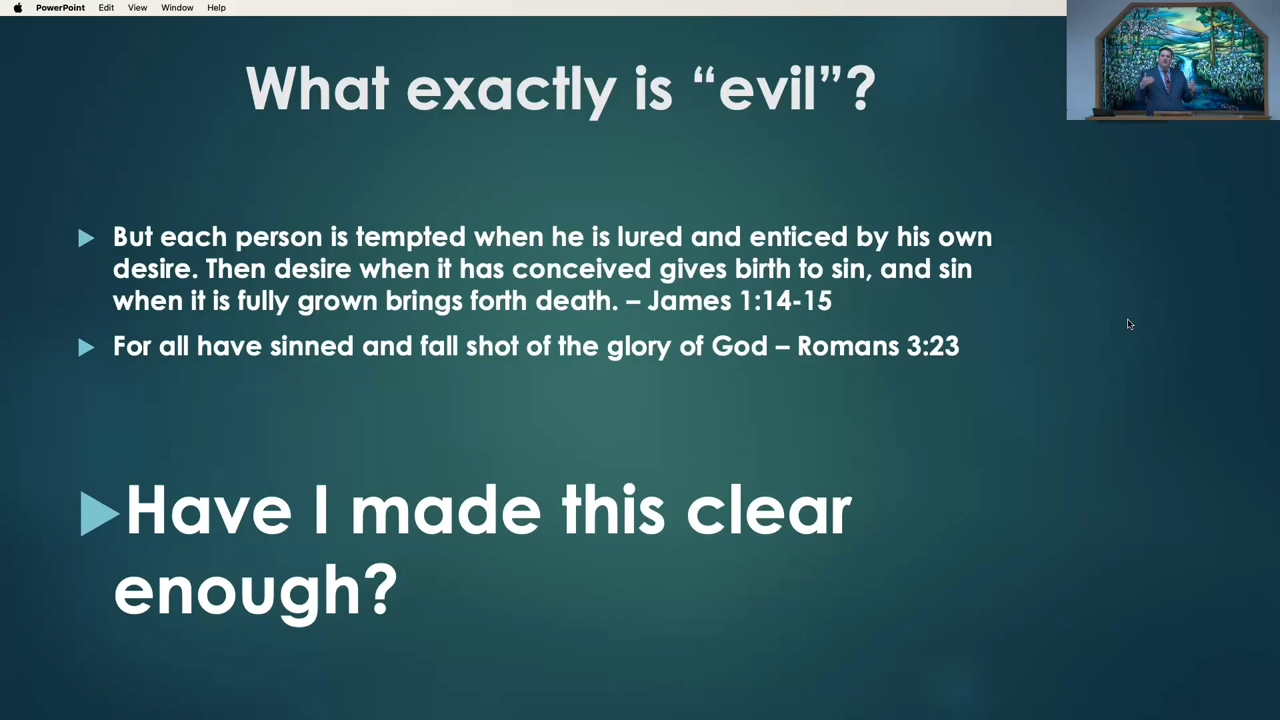 PowerPoint Edit View Window Help
What exactly is “evil”?
But each person is tempted when he is lured and enticed by his own
desire. Then desire when it has conceived gives birth to sin, and sin
when it is fully grown brings forth death. – James 1:14-15
For all have sinned and fall shot of the glory of God – Romans 3:23
Have I made this clear
enough?